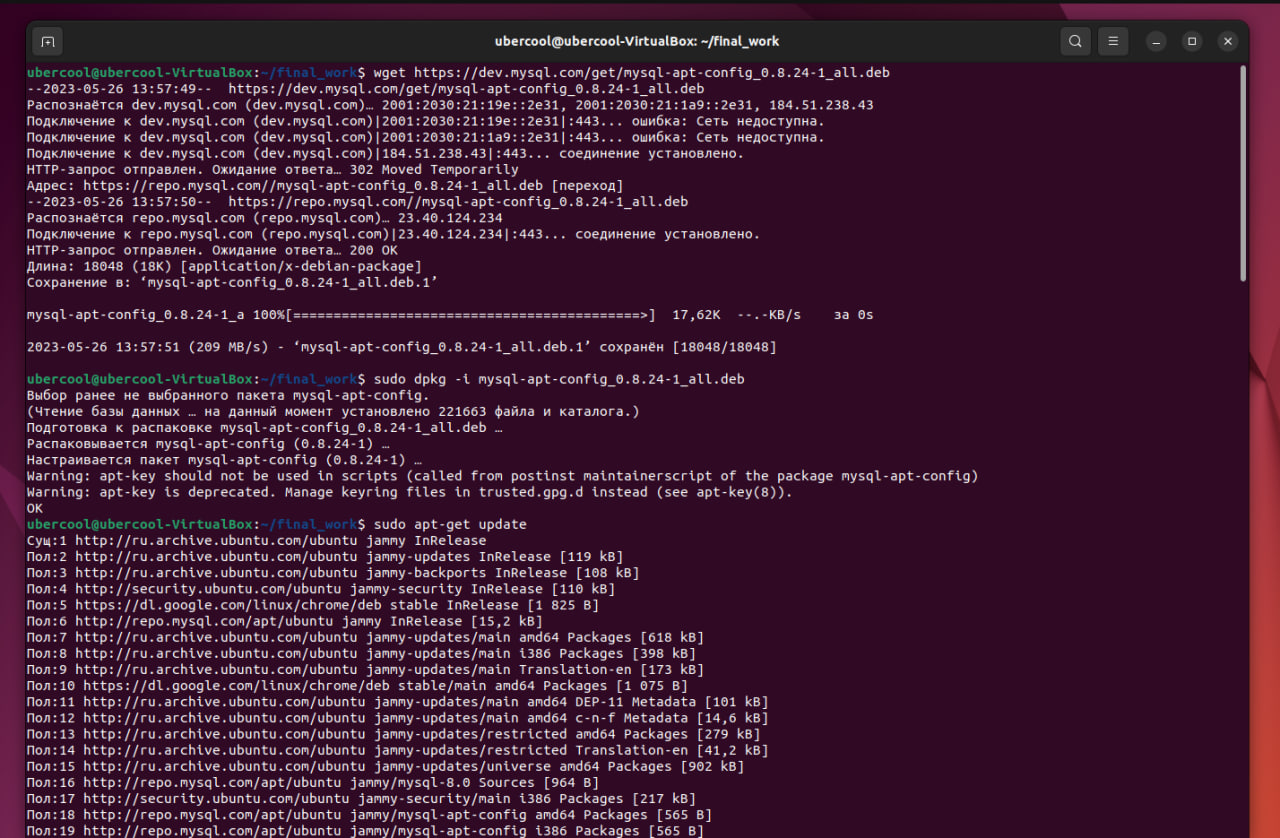 ubercool@ubercool-VirtualBox: ~/final_work
ubercool@ubercool-VirtualBox:~/final_work$ wget https://dev.mysql.com/get/mysql-apt-config_0.8.24-1_all.deb
--2023-05-26 13:57:49--  https://dev.mysql.com/get/mysql-apt-config_0.8.24-1_all.deb
Распознаётся dev.mysql.com (dev.mysql.com)… 2001:2030:21:19e::2e31, 2001:2030:21:1a9::2e31, 184.51.238.43
Подключение к dev.mysql.com (dev.mysql.com)|2001:2030:21:19e::2e31|:443... ошибка: Сеть недоступна.
Подключение к dev.mysql.com (dev.mysql.com)|2001:2030:21:1a9::2e31|:443... ошибка: Сеть недоступна.
Подключение к dev.mysql.com (dev.mysql.com)|184.51.238.43|:443... соединение установлено.
HTTP-запрос отправлен. Ожидание ответа… 302 Moved Temporarily
Адрес: https://repo.mysql.com//mysql-apt-config_0.8.24-1_all.deb [переход]
--2023-05-26 13:57:50--  https://repo.mysql.com//mysql-apt-config_0.8.24-1_all.deb
Распознаётся repo.mysql.com (repo.mysql.com)… 23.40.124.234
Подключение к repo.mysql.com (repo.mysql.com)|23.40.124.234|:443... соединение установлено.
HTTP-запрос отправлен. Ожидание ответа… 200 OK
Длина: 18048 (18K) [application/x-debian-package]
Сохранение в: ‘mysql-apt-config_0.8.24-1_all.deb.1’
mysql-apt-config_0.8.24-1_a 100%[===========================================>]  17,62K  --.-KB/s    за 0s
2023-05-26 13:57:51 (209 MB/s) - ‘mysql-apt-config_0.8.24-1_all.deb.1’ сохранён [18048/18048]
ubercool@ubercool-VirtualBox:~/final_work$ sudo dpkg -i mysql-apt-config_0.8.24-1_all.deb
Выбор ранее не выбранного пакета mysql-apt-config.
(Чтение базы данных … на данный момент установлено 221663 файла и каталога.)
Подготовка к распаковке mysql-apt-config_0.8.24-1_all.deb …
Распаковывается mysql-apt-config (0.8.24-1) …
Настраивается пакет mysql-apt-config (0.8.24-1) …
Warning: apt-key should not be used in scripts (called from postinst maintainerscript of the package mysql-apt-config)
Warning: apt-key is deprecated. Manage keyring files in trusted.gpg.d instead (see apt-key(8)).
OK
ubercool@ubercool-VirtualBox:~/final_work$ sudo apt-get update
Сущ:1 http://ru.archive.ubuntu.com/ubuntu jammy InRelease
Пол:2 http://ru.archive.ubuntu.com/ubuntu jammy-updates InRelease [119 kB]
Пол:3 http://ru.archive.ubuntu.com/ubuntu jammy-backports InRelease [108 kB]
Пол:4 http://security.ubuntu.com/ubuntu jammy-security InRelease [110 kB]
Пол:5 https://dl.google.com/linux/chrome/deb stable InRelease [1 825 B]
Пол:6 http://repo.mysql.com/apt/ubuntu jammy InRelease [15,2 kB]
Пол:7 http://ru.archive.ubuntu.com/ubuntu jammy-updates/main amd64 Packages [618 kB]
Пол:8 http://ru.archive.ubuntu.com/ubuntu jammy-updates/main i386 Packages [398 kB]
Пол:9 http://ru.archive.ubuntu.com/ubuntu jammy-updates/main Translation-en [173 kB]
Пол:10 https://dl.google.com/linux/chrome/deb stable/main amd64 Packages [1 075 B]
Пол:11 http://ru.archive.ubuntu.com/ubuntu jammy-updates/main amd64 DEP-11 Metadata [101 kB]
Пол:12 http://ru.archive.ubuntu.com/ubuntu jammy-updates/main amd64 c-n-f Metadata [14,6 kB]
Пол:13 http://ru.archive.ubuntu.com/ubuntu jammy-updates/restricted amd64 Packages [279 kB]
Пол:14 http://ru.archive.ubuntu.com/ubuntu jammy-updates/restricted Translation-en [41,2 kB]
Пол:15 http://ru.archive.ubuntu.com/ubuntu jammy-updates/universe amd64 Packages [902 kB]
Пол:16 http://repo.mysql.com/apt/ubuntu jammy/mysql-8.0 Sources [964 B]
Пол:17 http://security.ubuntu.com/ubuntu jammy-security/main i386 Packages [217 kB]
Пол:18 http://repo.mysql.com/apt/ubuntu jammy/mysql-apt-config amd64 Packages [565 B]
Пол:19 http://repo.mysql.com/apt/ubuntu jammy/mysql-apt-config i386 Packages [565 B]